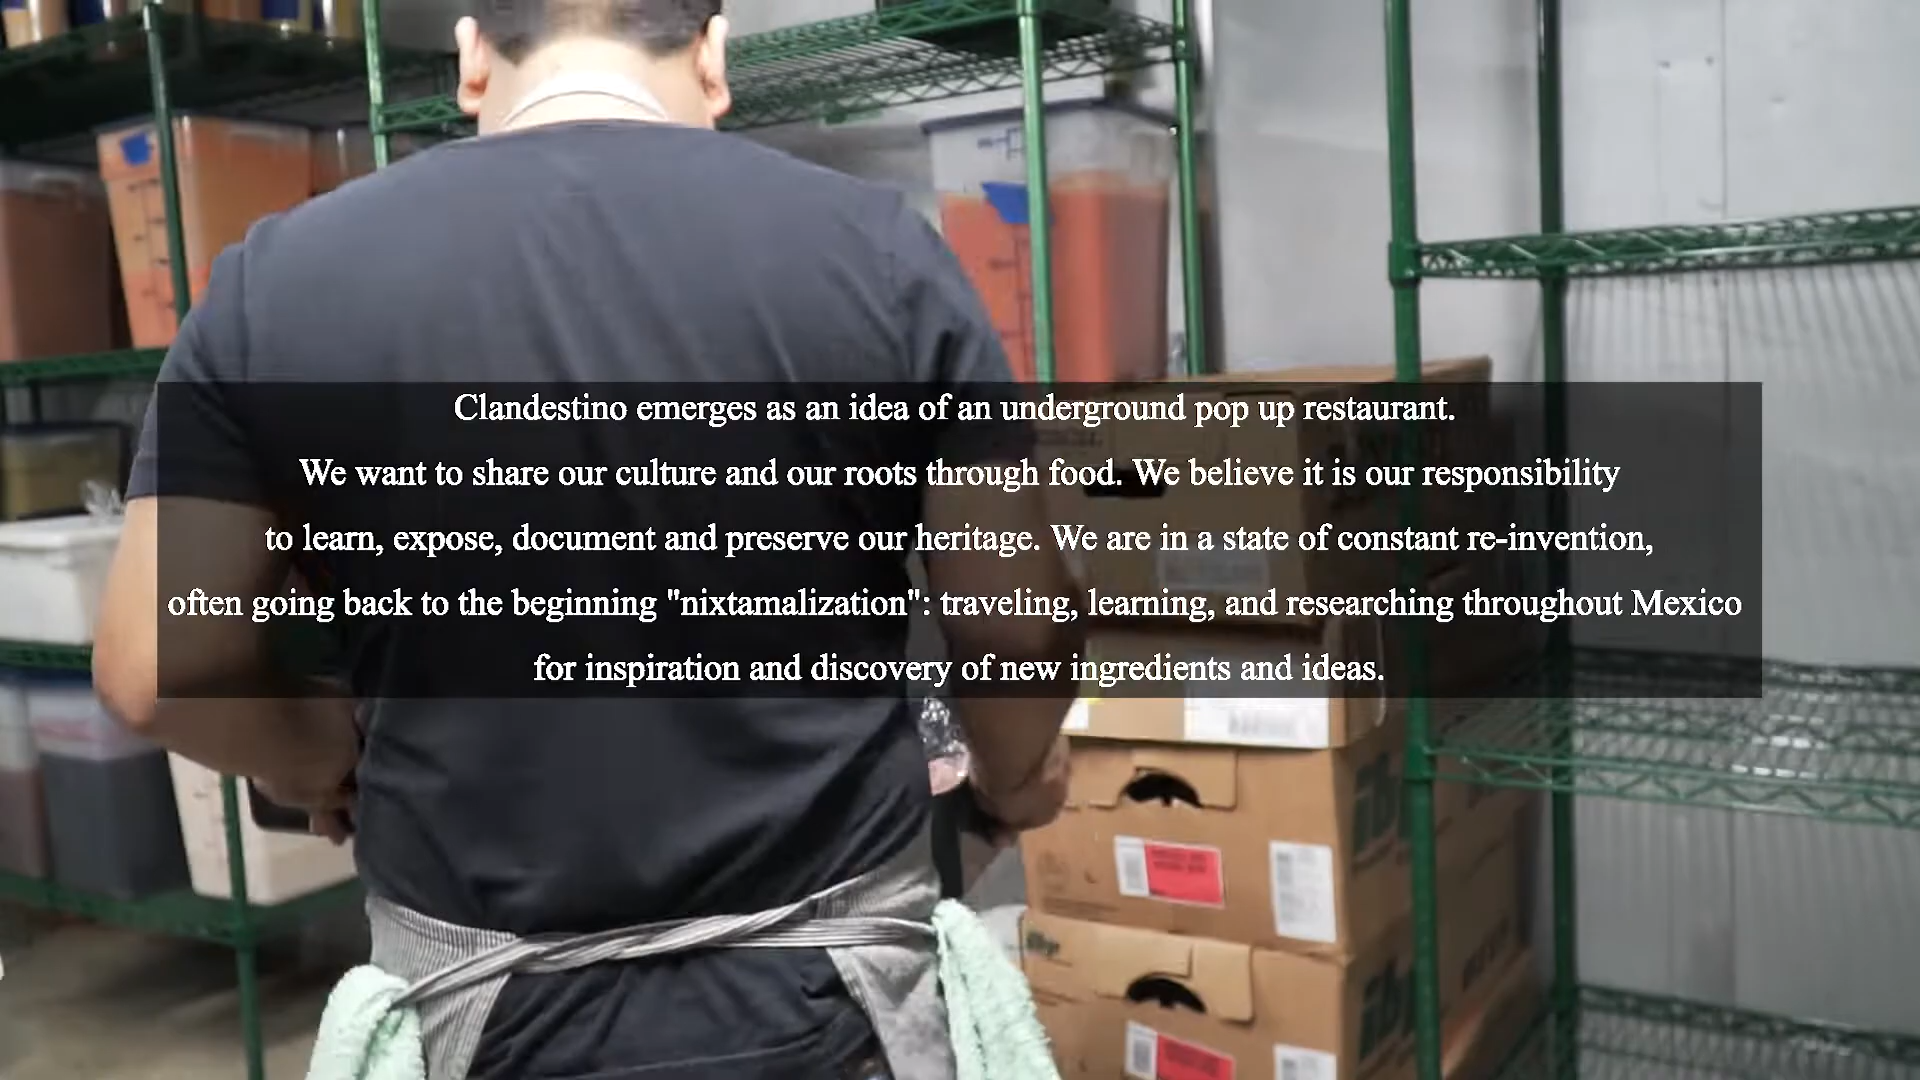 Clandestino emerges as an idea of an underground pop up restaurant.
We want to share our culture and our roots through food. We believe it is our responsibility
to learn, expose, document and preserve our heritage. We are in a state of constant re-invention,
often going back to the beginning "nixtamalization": traveling, learning, and researching throughout Mexico
for inspiration and discovery of new ingredients and ideas.